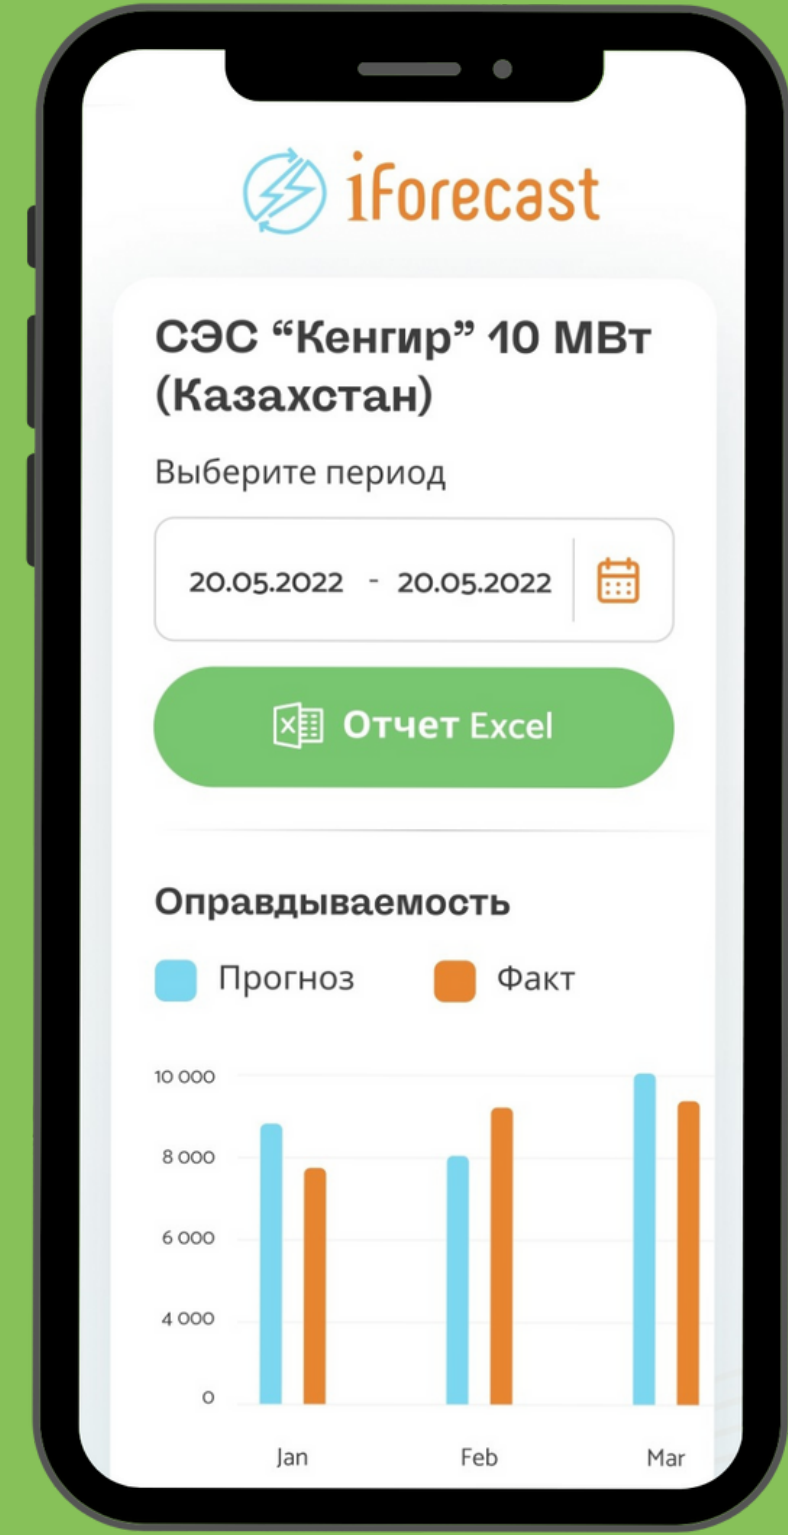 iForecast
СЭС “Кенгир” 10 МВт
(Казахстан)
Выберите период
20.05.2022 - 20.05.2022
Отчет Excel
Оправдываемость
Прогноз Факт
10 000
8 000
6 000
4 000
0
Jan Feb Mar